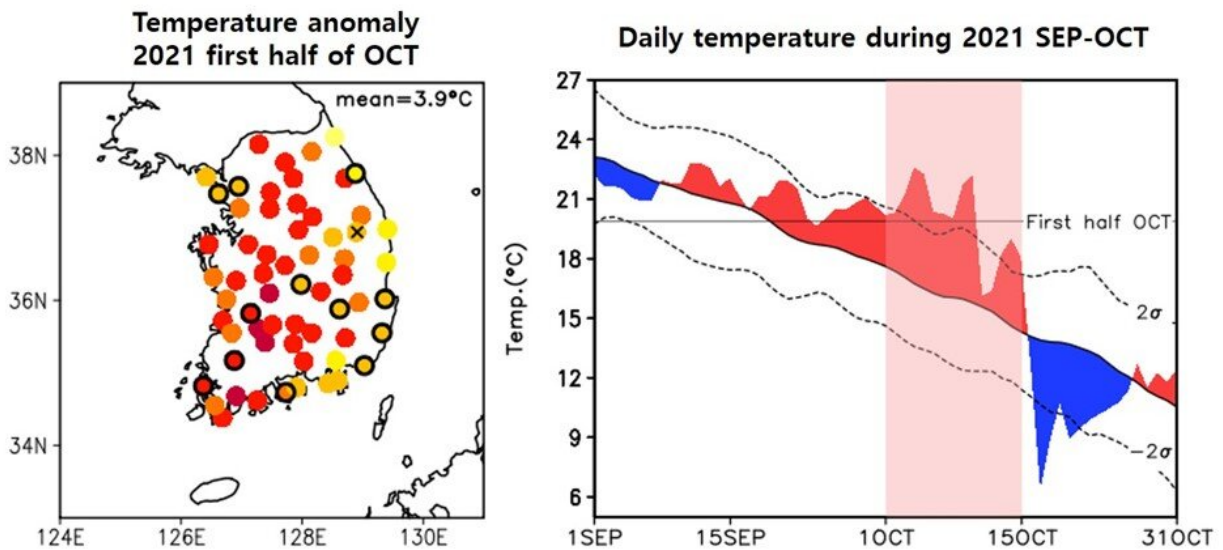 Temperature anomaly
2021 first half of OCT
mean=3.9°C
38N
36N
34N
124E
126E
128E
130E
Daily temperature during 2021 SEP-OCT
Temp.(°C)
27
24
21
18
15
12
9
6
First half OCT
2σ
−2σ
1SEP
15SEP
1OCT
15OCT
31OCT